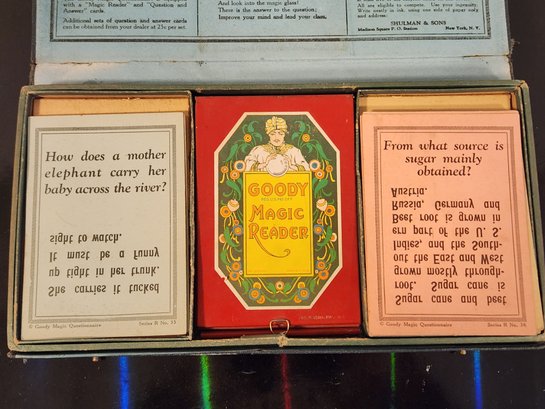 with a "Magic Reader" and "Question and
Answer" cards.
Additional sets of question and answer cards
can be obtained from your dealer at 25c per set.
And look into the magic glass!
There is the answer to the question;
Improve your mind and lead your class.
All are eligible to compete. Use your ingenuity.
Write neatly in ink, using one side of paper only
and address:
SHULMAN & SONS
Madison Square P. O. Station New York, N. Y.
How does a mother
elephant carry her
baby across the river?
She carries it tucked
up tight in her trunk.
It must be a funny
sight to watch.
© Goody Magic Questionnaire
GOODY
MAGIC
READER
From what source is
sugar mainly
obtained?
Sugar cane and beet
root. Sugar cane is
grown mostly through-
out the East and West
Indies, and the South-
ern part of the U. S.
Beet root is grown in
Russia, Germany and
Austria.
© Goody Magic Questionnaire